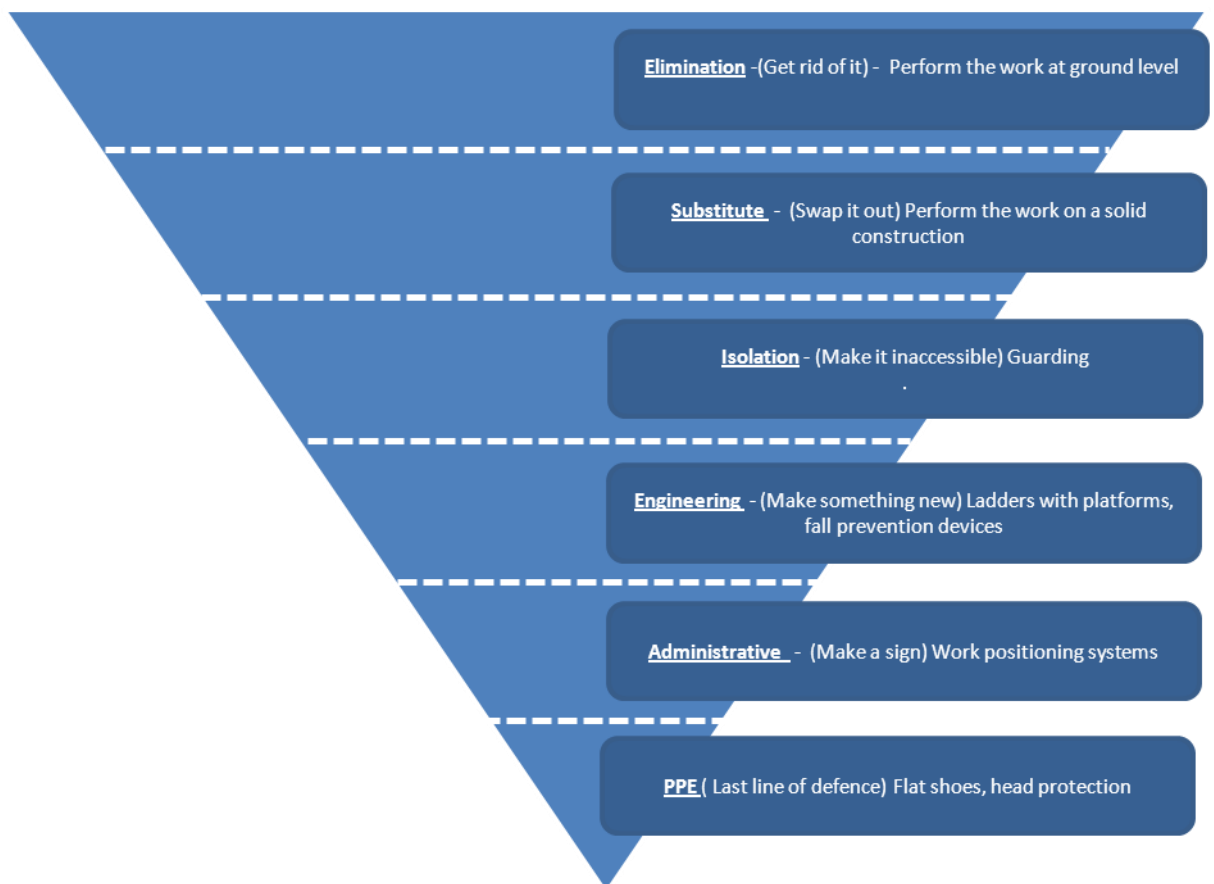 Elimination -(Get rid of it) - Perform the work at ground level
Substitute - (Swap it out) Perform the work on a solid
construction
Isolation - (Make it inaccessible) Guarding
.
Engineering - (Make something new) Ladders with platforms,
fall prevention devices
Administrative - (Make a sign) Work positioning systems
PPE ( Last line of defence) Flat shoes, head protection